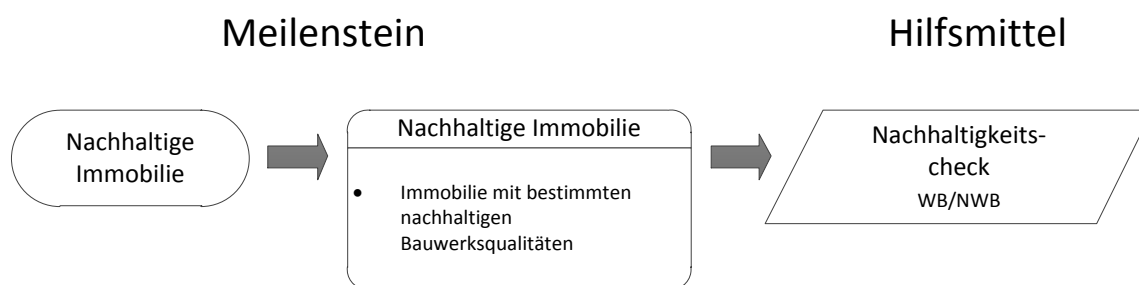 Meilenstein
Hilfsmittel
Nachhaltige
Immobilie
Nachhaltige Immobilie
• Immobilie mit bestimmten
nachhaltigen
Bauwerksqualitäten
Nachhaltigkeits-
check
WB/NWB